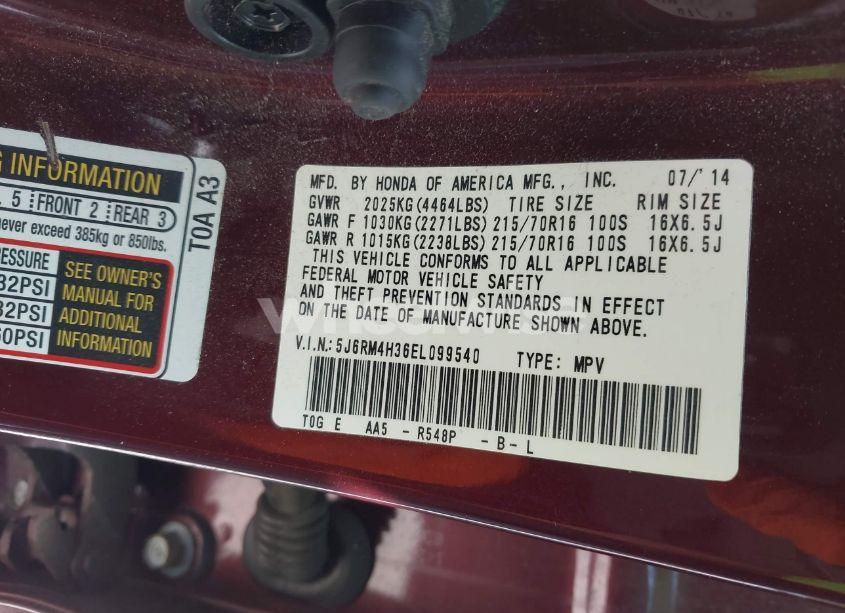 G INFORMATION
5 FRONT 2 REAR 3
never exceed 385kg or 850lbs.
PRESSURE
32PSI
32PSI
60PSI
SEE OWNER'S
MANUAL FOR
ADDITIONAL
INFORMATION
TOA A3
MFD. BY HONDA OF AMERICA MFG., INC. 07/'14
GVWR 2025KG(4464LBS) TIRE SIZE RIM SIZE
GAWR F 1030KG(2271LBS) 215/70R16 100S 16X6.5J
GAWR R 1015KG(2238LBS) 215/70R16 100S 16X6.5J
THIS VEHICLE CONFORMS TO ALL APPLICABLE
FEDERAL MOTOR VEHICLE SAFETY
AND THEFT PREVENTION STANDARDS IN EFFECT
ON THE DATE OF MANUFACTURE SHOWN ABOVE.
V.I.N.:5J6RM4H36EL099540 TYPE: MPV
TOG E AA5 - R548P - B - L